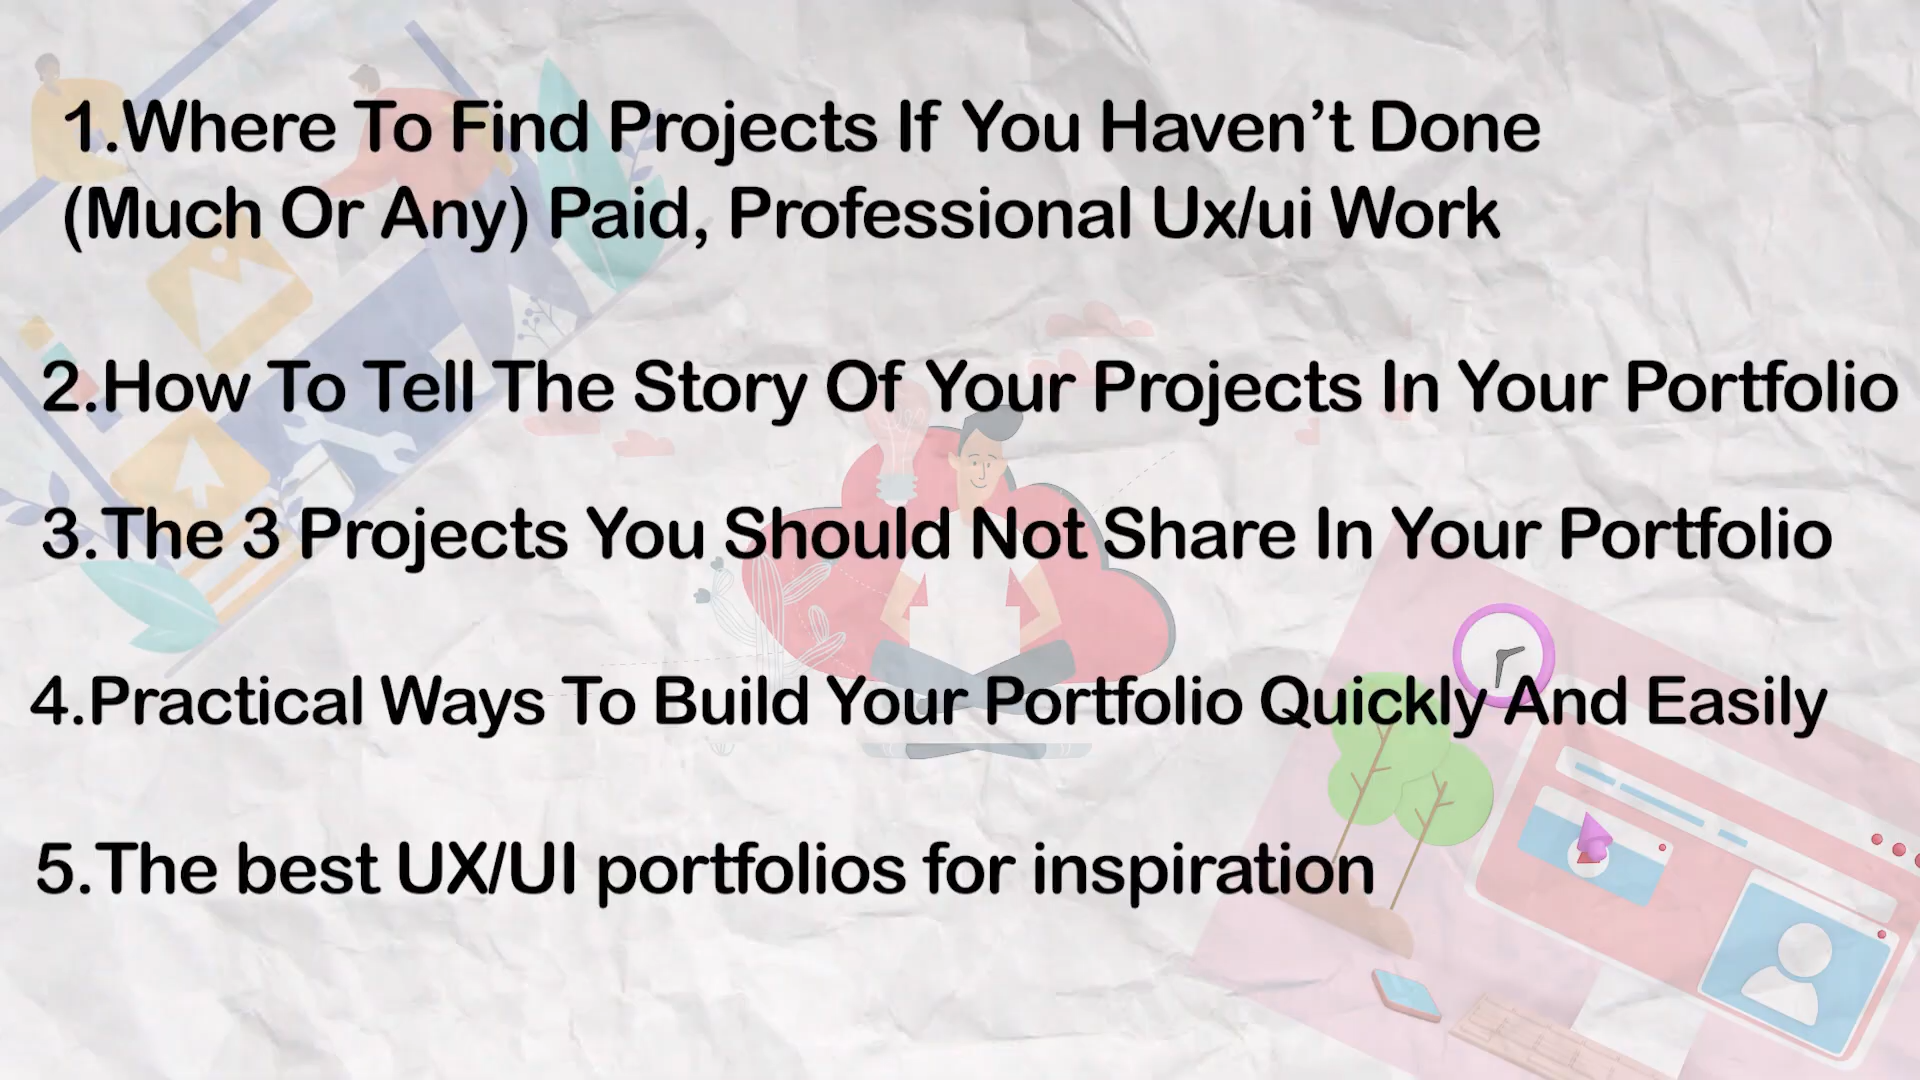 1.Where To Find Projects If You Haven’t Done
(Much Or Any) Paid, Professional Ux/ui Work
2.How To Tell The Story Of Your Projects In Your Portfolio
3.The 3 Projects You Should Not Share In Your Portfolio
4.Practical Ways To Build Your Portfolio Quickly And Easily
5.The best UX/UI portfolios for inspiration